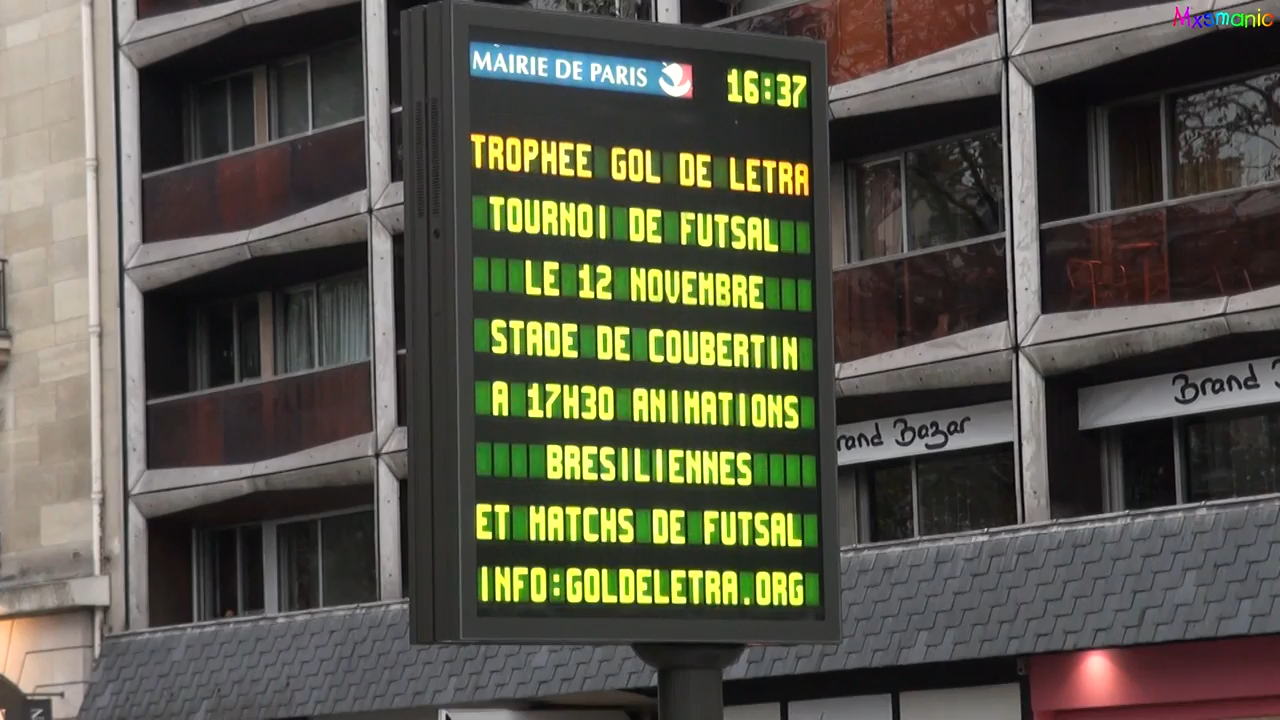 Mxsmanic
MAIRIE DE PARIS
16:37
TROPHEE GOL DE LETRA
TOURNOI DE FUTSAL
LE 12 NOVEMBRE
STADE DE COUBERTIN
A 17H30 ANIMATIONS
BRESILIENNES
ET MATCHS DE FUTSAL
INFO:GOLDELETRA.ORG
Brand
rand Bazar